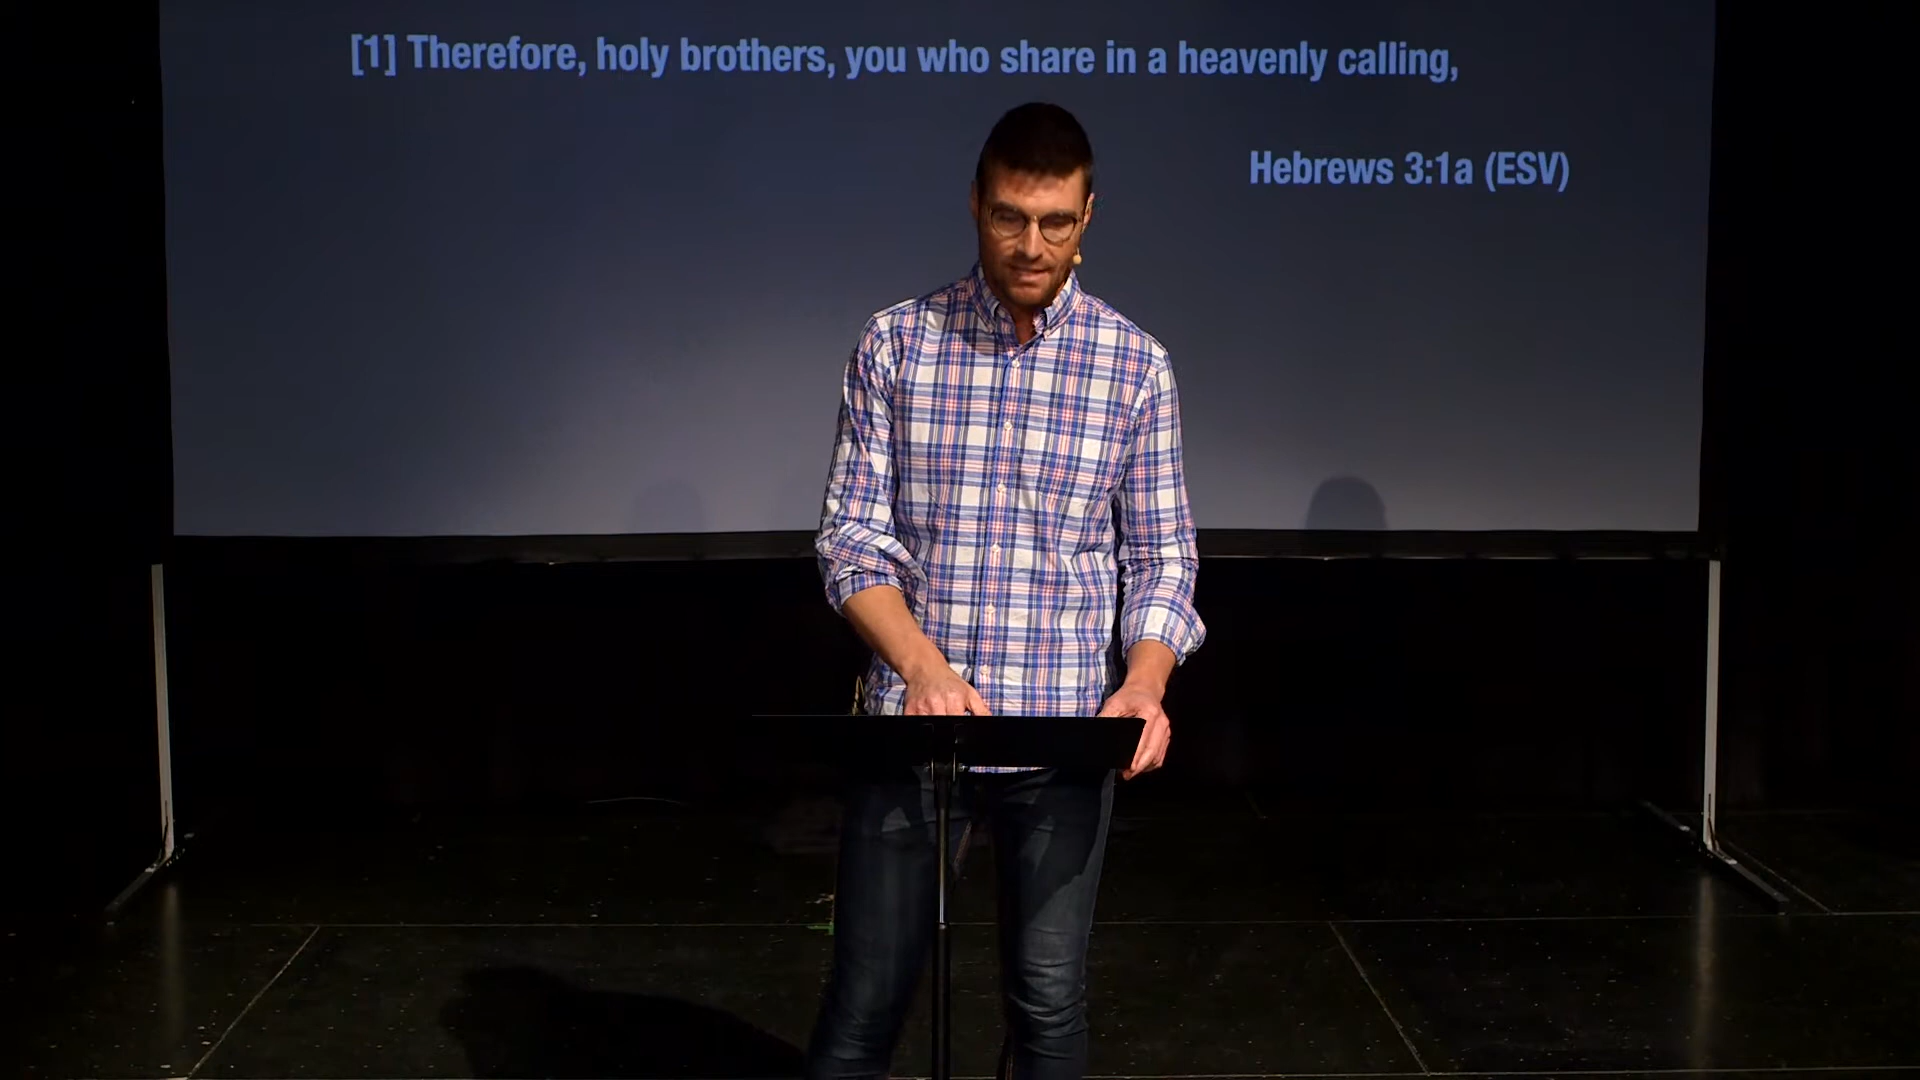 [1] Therefore, holy brothers, you who share in a heavenly calling,
Hebrews 3:1a (ESV)